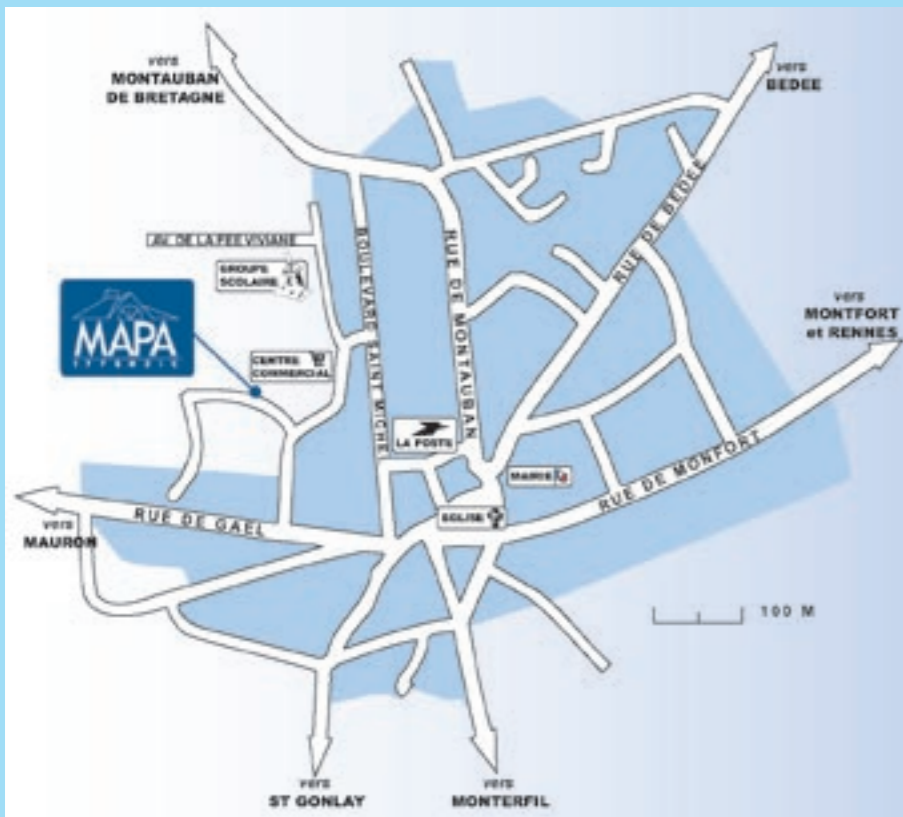 vers
MONTAUBAN
DE BRETAGNE
vers
BEDEE
AV. DE LA FEE VIVIANE
GROUPE
SCOLAIRE
BOULEVARD SAINT MICHE
RUE DE MONTAUBAN
RUE DE BEDEE
vers
MONTFORT
et RENNES
MAPA
CENTRE
COMMERCIAL
LA POSTE
MAIRIE
RUE DE MONFORT
EGLISE
RUE DE GAEL
vers
MAURON
100 M
vers
ST GONLAY
vers
MONTERFIL